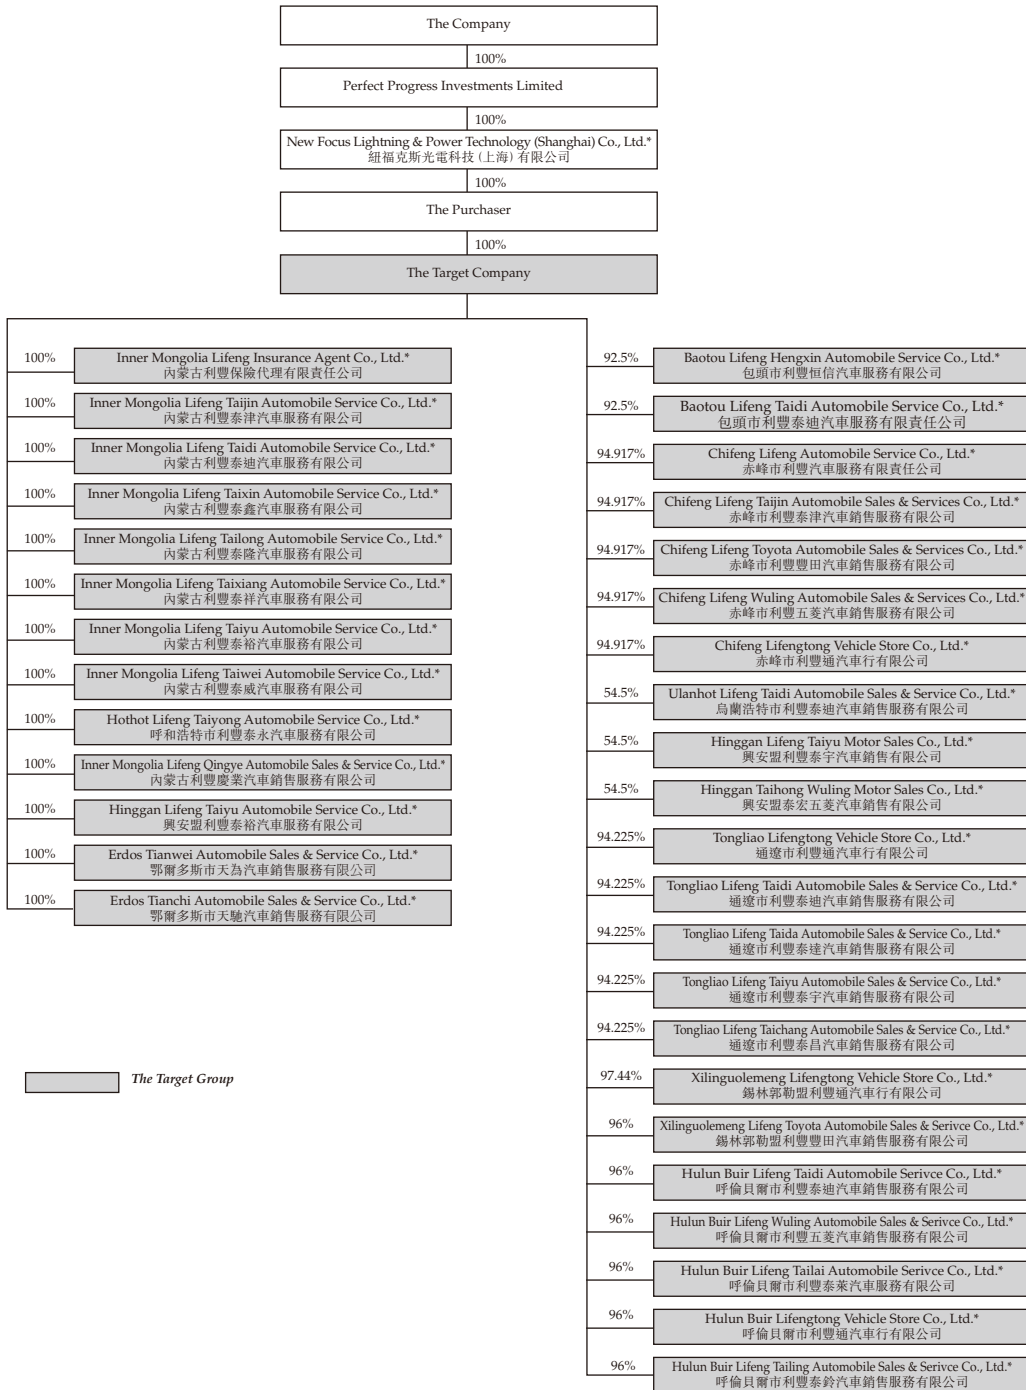 The Company
100%
Perfect Progress Investments Limited
100%
New Focus Lightning & Power Technology (Shanghai) Co., Ltd.*
紐福克斯光電科技 (上海) 有限公司
100%
The Purchaser
100%
The Target Company
100%
Inner Mongolia Lifeng Insurance Agent Co., Ltd.*
內蒙古利豐保險代理有限責任公司
100%
Inner Mongolia Lifeng Taijin Automobile Service Co., Ltd.*
內蒙古利豐泰津汽車服務有限公司
100%
Inner Mongolia Lifeng Taidi Automobile Service Co., Ltd.*
內蒙古利豐泰迪汽車服務有限公司
100%
Inner Mongolia Lifeng Taixin Automobile Service Co., Ltd.*
內蒙古利豐泰鑫汽車服務有限公司
100%
Inner Mongolia Lifeng Tailong Automobile Service Co., Ltd.*
內蒙古利豐泰隆汽車服務有限公司
100%
Inner Mongolia Lifeng Taixiang Automobile Service Co., Ltd.*
內蒙古利豐泰祥汽車服務有限公司
100%
Inner Mongolia Lifeng Taiyu Automobile Service Co., Ltd.*
內蒙古利豐泰裕汽車服務有限公司
100%
Inner Mongolia Lifeng Taiwei Automobile Service Co., Ltd.*
內蒙古利豐泰威汽車服務有限公司
100%
Hothot Lifeng Taiyong Automobile Service Co., Ltd.*
呼和浩特市利豐泰永汽車服務有限公司
100%
Inner Mongolia Lifeng Qingye Automobile Sales & Service Co., Ltd.*
內蒙古利豐慶業汽車銷售服務有限公司
100%
Hinggan Lifeng Taiyu Automobile Service Co., Ltd.*
興安盟利豐泰裕汽車服務有限公司
100%
Erdos Tianwei Automobile Sales & Service Co., Ltd.*
鄂爾多斯市天為汽車銷售服務有限公司
100%
Erdos Tianchi Automobile Sales & Service Co., Ltd.*
鄂爾多斯市天馳汽車銷售服務有限公司
The Target Group
92.5%
Baotou Lifeng Hengxin Automobile Service Co., Ltd.*
包頭市利豐恒信汽車服務有限公司
92.5%
Baotou Lifeng Taidi Automobile Service Co., Ltd.*
包頭市利豐泰迪汽車服務有限責任公司
94.917%
Chifeng Lifeng Automobile Service Co., Ltd.*
赤峰市利豐汽車服務有限責任公司
94.917%
Chifeng Lifeng Taijin Automobile Sales & Services Co., Ltd.*
赤峰市利豐泰津汽車銷售服務有限公司
94.917%
Chifeng Lifeng Toyota Automobile Sales & Services Co., Ltd.*
赤峰市利豐豐田汽車銷售服務有限公司
94.917%
Chifeng Lifeng Wuling Automobile Sales & Services Co., Ltd.*
赤峰市利豐五菱汽車銷售服務有限公司
94.917%
Chifeng Lifengtong Vehicle Store Co., Ltd.*
赤峰市利豐通汽車行有限公司
54.5%
Ulanhot Lifeng Taidi Automobile Sales & Service Co., Ltd.*
烏蘭浩特市利豐泰迪汽車銷售服務有限公司
54.5%
Hinggan Lifeng Taiyu Motor Sales Co., Ltd.*
興安盟利豐泰宇汽車銷售有限公司
54.5%
Hinggan Taihong Wuling Motor Sales Co., Ltd.*
興安盟泰宏五菱汽車銷售有限公司
94.225%
Tongliao Lifengtong Vehicle Store Co., Ltd.*
通遼市利豐通汽車行有限公司
94.225%
Tongliao Lifeng Taidi Automobile Sales & Service Co., Ltd.*
通遼市利豐泰迪汽車銷售服務有限公司
94.225%
Tongliao Lifeng Taida Automobile Sales & Service Co., Ltd.*
通遼市利豐泰達汽車銷售服務有限公司
94.225%
Tongliao Lifeng Taiyu Automobile Sales & Service Co., Ltd.*
通遼市利豐泰宇汽車銷售服務有限公司
94.225%
Tongliao Lifeng Taichang Automobile Sales & Service Co., Ltd.*
通遼市利豐泰昌汽車銷售服務有限公司
97.44%
Xilinguolemeng Lifengtong Vehicle Store Co., Ltd.*
錫林郭勒盟利豐通汽車行有限公司
96%
Xilinguolemeng Lifeng Toyota Automobile Sales & Serivce Co., Ltd.*
錫林郭勒盟利豐豐田汽車銷售服務有限公司
96%
Hulun Buir Lifeng Taidi Automobile Serivce Co., Ltd.*
呼倫貝爾市利豐泰迪汽車銷售服務有限公司
96%
Hulun Buir Lifeng Wuling Automobile Sales & Serivce Co., Ltd.*
呼倫貝爾市利豐五菱汽車銷售服務有限公司
96%
Hulun Buir Lifeng Tailai Automobile Serivce Co., Ltd.*
呼倫貝爾市利豐泰萊汽車服務有限公司
96%
Hulun Buir Lifengtong Vehicle Store Co., Ltd.*
呼倫貝爾市利豐通汽車行有限公司
96%
Hulun Buir Lifeng Tailing Automobile Sales & Serivce Co., Ltd.*
呼倫貝爾市利豐泰鈴汽車銷售服務有限公司